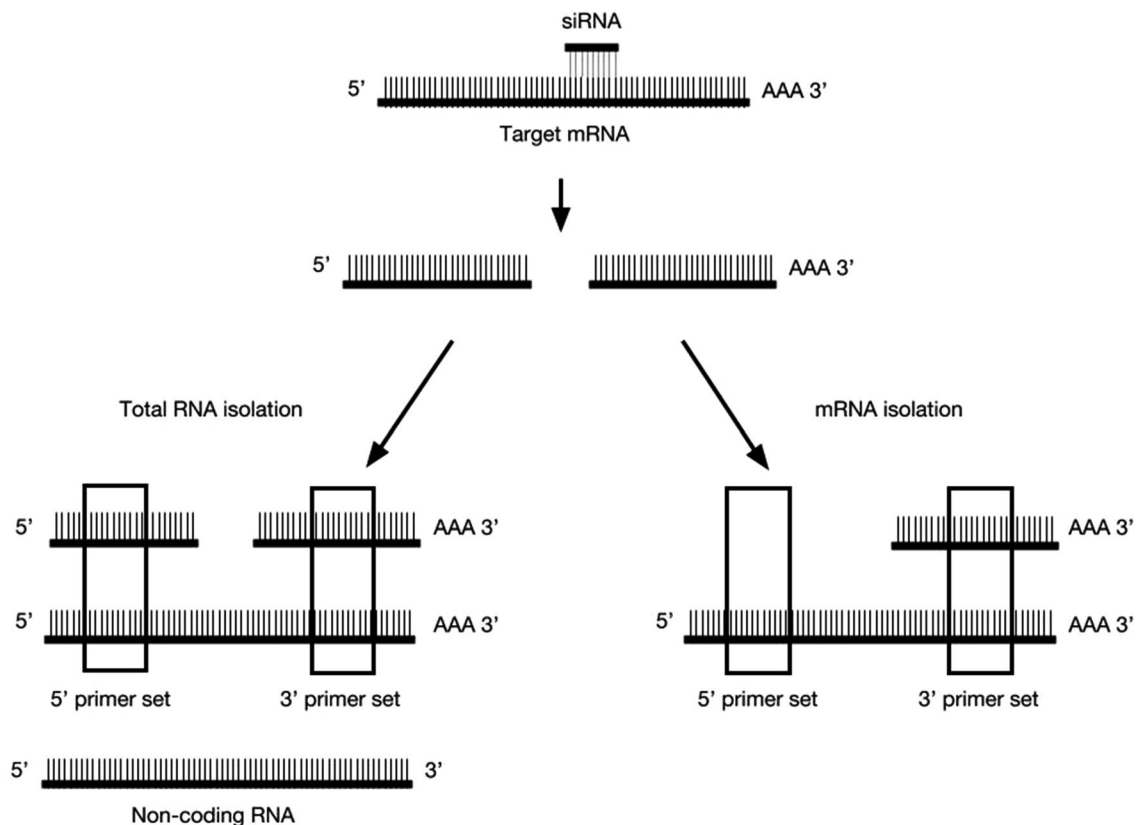 siRNA
5’ AAA 3’
Target mRNA
5’ AAA 3’
Total RNA isolation mRNA isolation
5’ AAA 3’ AAA 3’
5’ AAA 3’ 5’ AAA 3’
5’ primer set 3’ primer set 5’ primer set 3’ primer set
5’ 3’
Non-coding RNA